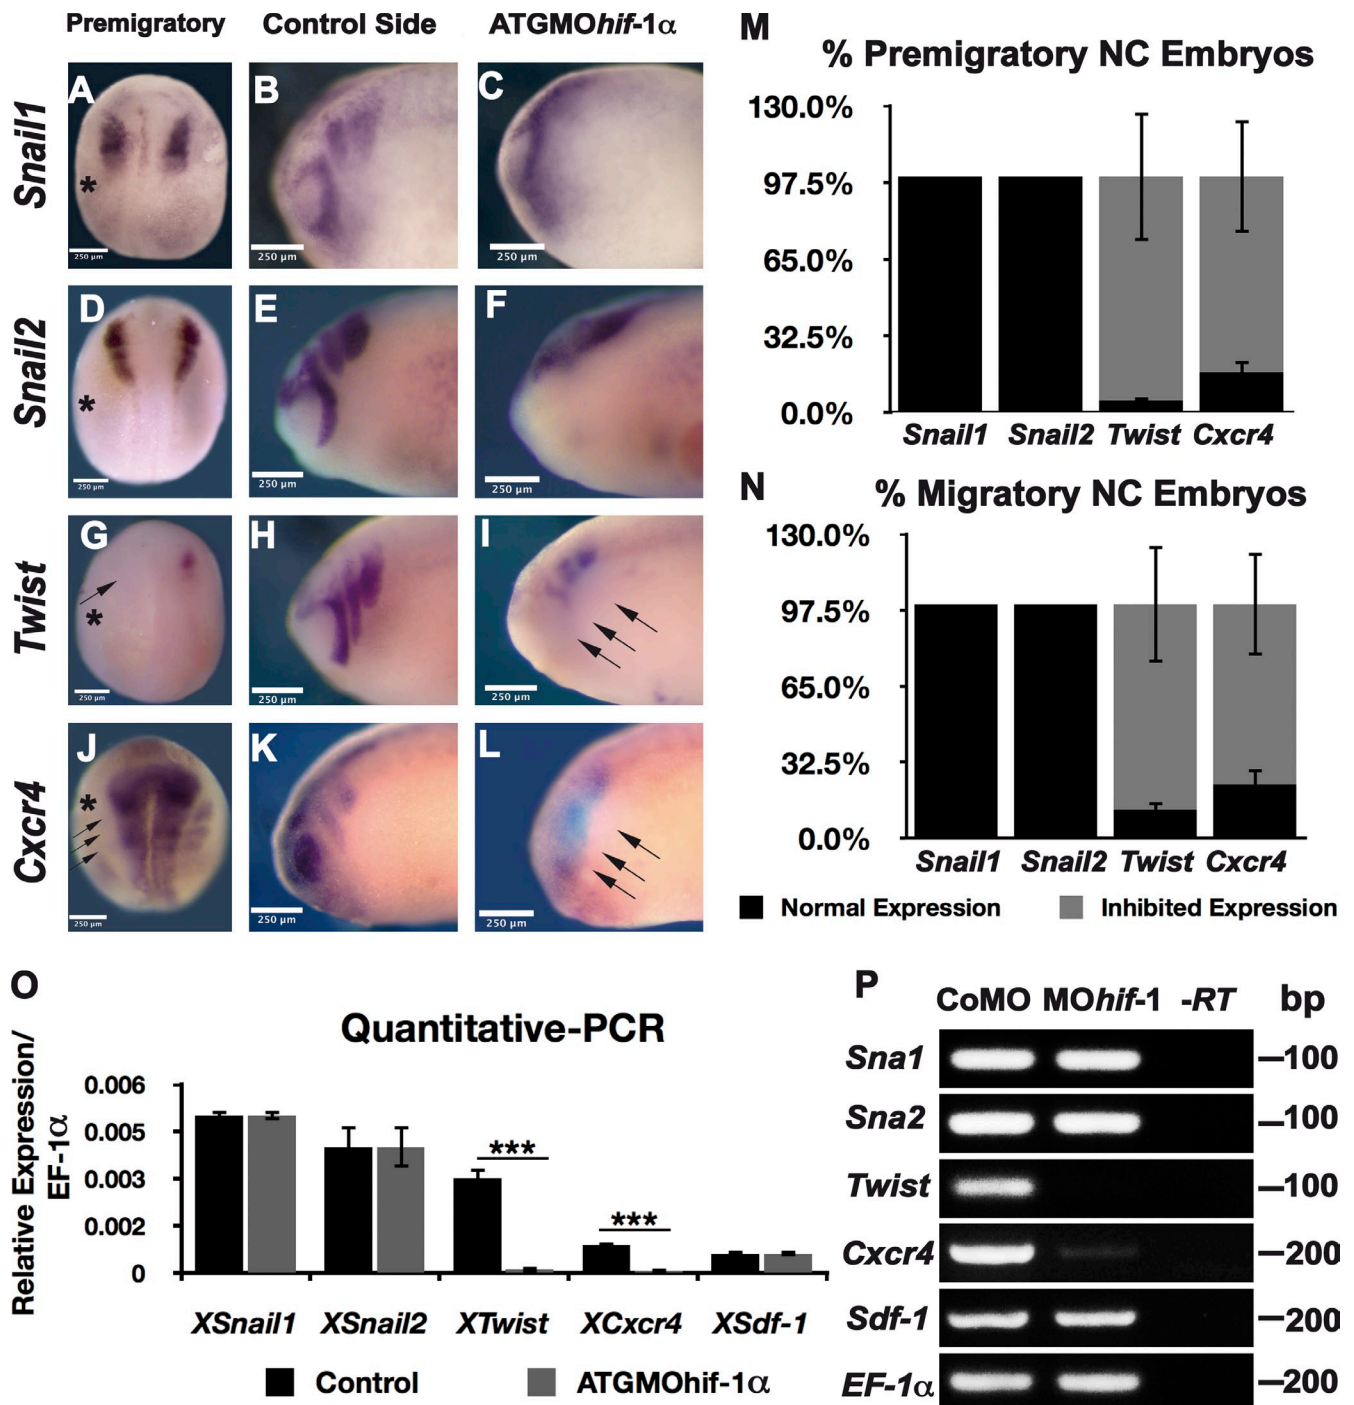 Premigratory Control Side ATGMOhif-1α
Snail1
A B C
250 µm 250 µm 250 µm
Snail2
D E F
250 µm 250 µm 250 µm
Twist
G H I
* 
250 µm 250 µm 250 µm
Cxcr4
J K L
250 µm 250 µm 250 µm
M
% Premigratory NC Embryos
130.0%
97.5%
65.0%
32.5%
0.0%
Snail1 Snail2 Twist Cxcr4
N
% Migratory NC Embryos
130.0%
97.5%
65.0%
32.5%
0.0%
Snail1 Snail2 Twist Cxcr4
Normal Expression Inhibited Expression
O
Quantitative-PCR
Relative Expression/
EF-1α
0.006
0.005
0.003
0.002
0
***
***
XSnail1 XSnail2 XTwist XCxcr4 XSdf-1
Control ATGMOhif-1α
P
CoMO MOhif-1 -RT bp
Sna1 —100
Sna2 —100
Twist —100
Cxcr4 —200
Sdf-1 —200
EF-1α —200